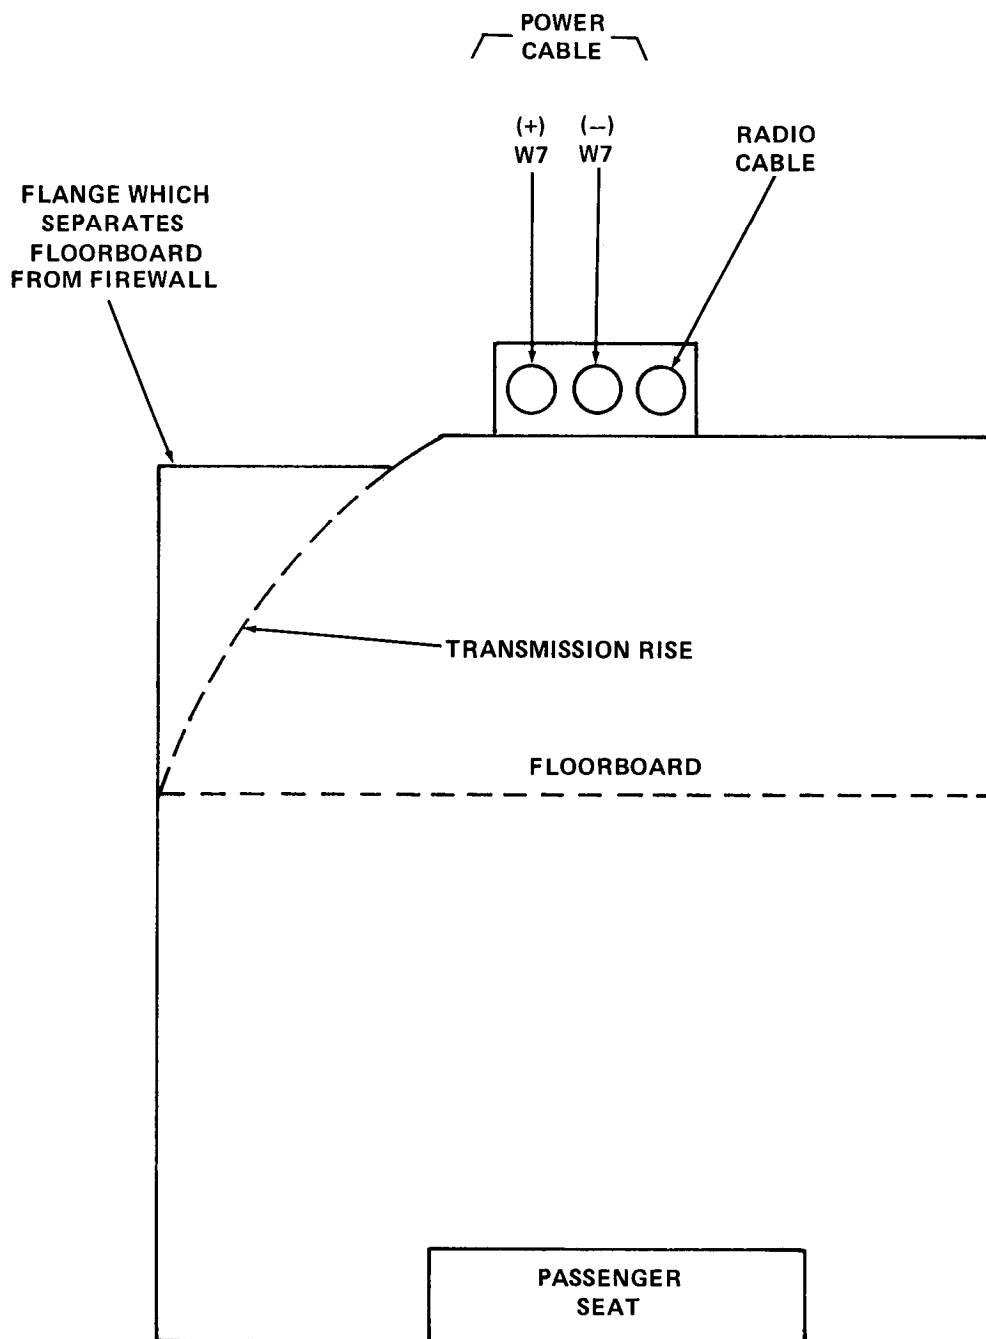 POWER
CABLE
(+)
W7
(—)
W7
RADIO
CABLE
FLANGE WHICH
SEPARATES
FLOORBOARD
FROM FIREWALL
TRANSMISSION RISE
FLOORBOARD
PASSENGER
SEAT